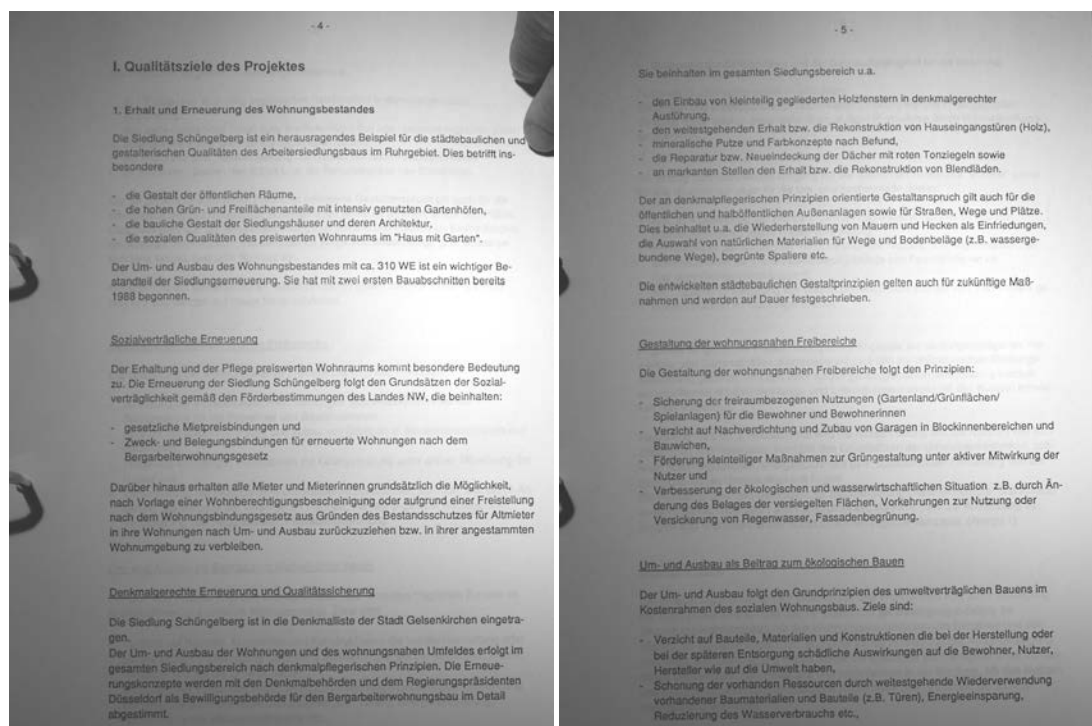 - 4 -
I. Qualitätsziele des Projektes
1. Erhalt und Erneuerung des Wohnungsbestandes
Die Siedlung Schüngelberg ist ein herausragendes Beispiel für die städtebaulichen und
gestalterischen Qualitäten des Arbeitersiedlungsbaus im Ruhrgebiet. Dies betrifft ins-
besondere
- die Gestalt der öffentlichen Räume,
- die hohen Grün- und Freiflächenanteile mit intensiv genutzten Gartenhöfen,
- die bauliche Gestalt der Siedlungshäuser und deren Architektur,
- die sozialen Qualitäten des preiswerten Wohnraums im "Haus mit Garten".
Der Um- und Ausbau des Wohnungsbestandes mit ca. 310 WE ist ein wichtiger Be-
standteil der Siedlungserneuerung. Sie hat mit zwei ersten Bauabschnitten bereits
1988 begonnen.
Sozialverträgliche Erneuerung
Der Erhaltung und der Pflege preiswerten Wohnraums kommt besondere Bedeutung
zu. Die Erneuerung der Siedlung Schüngelberg folgt den Grundsätzen der Sozial-
verträglichkeit gemäß den Förderbestimmungen des Landes NW, die beinhalten:
- gesetzliche Mietpreisbindungen und
- Zweck- und Belegungsbindungen für erneuerte Wohnungen nach dem
Bergarbeiterwohnungsgesetz
Darüber hinaus erhalten alle Mieter und Mieterinnen grundsätzlich die Möglichkeit,
nach Vorlage einer Wohnberechtigungsbescheinigung oder aufgrund einer Freistellung
nach dem Wohnungsbindungsgesetz aus Gründen des Bestandsschutzes für Altmieter
in ihre Wohnungen nach Um- und Ausbau zurückzuziehen bzw. in ihrer angestammten
Wohnumgebung zu verbleiben.
Denkmalgerechte Erneuerung und Qualitätssicherung
Die Siedlung Schüngelberg ist in die Denkmalliste der Stadt Gelsenkirchen eingetra-
gen.
Der Um- und Ausbau der Wohnungen und des wohnungsnahen Umfeldes erfolgt im
gesamten Siedlungsbereich nach denkmalpflegerischen Prinzipien. Die Erneue-
rungskonzepte werden mit den Denkmalbehörden und dem Regierungspräsidenten
Düsseldorf als Bewilligungsbehörde für den Bergarbeiterwohnungsbau im Detail
abgestimmt.
- 5 -
Sie beinhalten im gesamten Siedlungsbereich u.a.
- den Einbau von kleinteilig gegliederten Holzfenstern in denkmalgerechter
Ausführung,
- den weitestgehenden Erhalt bzw. die Rekonstruktion von Hauseingangstüren (Holz),
- mineralische Putze und Farbkonzepte nach Befund,
- die Reparatur bzw. Neueindeckung der Dächer mit roten Tonziegeln sowie
- an markanten Stellen den Erhalt bzw. die Rekonstruktion von Blendläden.
Der an denkmalpflegerischen Prinzipien orientierte Gestaltanspruch gilt auch für die
öffentlichen und halböffentlichen Außenanlagen sowie für Straßen, Wege und Plätze.
Dies beinhaltet u.a. die Wiederherstellung von Mauern und Hecken als Einfriedungen,
die Auswahl von natürlichen Materialien für Wege und Bodenbeläge (z.B. wasserge-
bundene Wege), begrünte Spaliere etc.
Die entwickelten städtebaulichen Gestaltprinzipien gelten auch für zukünftige Maß-
nahmen und werden auf Dauer festgeschrieben.
Gestaltung der wohnungsnahen Freibereiche
Die Gestaltung der wohnungsnahen Freibereiche folgt den Prinzipien:
- Sicherung der freiraumbezogenen Nutzungen (Gartenland/Grünflächen/
Spielanlagen) für die Bewohner und Bewohnerinnen
- Verzicht auf Nachverdichtung und Zubau von Garagen in Blockinnenbereichen und
Bauwichen,
- Förderung kleinteiliger Maßnahmen zur Grüngestaltung unter aktiver Mitwirkung der
Nutzer und
- Verbesserung der ökologischen und wasserwirtschaftlichen Situation z.B. durch Än-
derung des Belages der versiegelten Flächen, Vorkehrungen zur Nutzung oder
Versickerung von Regenwasser, Fassadenbegrünung.
Um- und Ausbau als Beitrag zum ökologischen Bauen
Der Um- und Ausbau folgt den Grundprinzipien des umweltverträglichen Bauens im
Kostenrahmen des sozialen Wohnungsbaus. Ziele sind:
- Verzicht auf Bauteile, Materialien und Konstruktionen die bei der Herstellung oder
bei der späteren Entsorgung schädliche Auswirkungen auf die Bewohner, Nutzer,
Hersteller wie auf die Umwelt haben,
- Schonung der vorhanden Ressourcen durch weitestgehende Wiederverwendung
vorhandener Baumaterialien und Bauteile (z.B. Türen), Energieeinsparung,
Reduzierung des Wasserverbrauchs etc.,